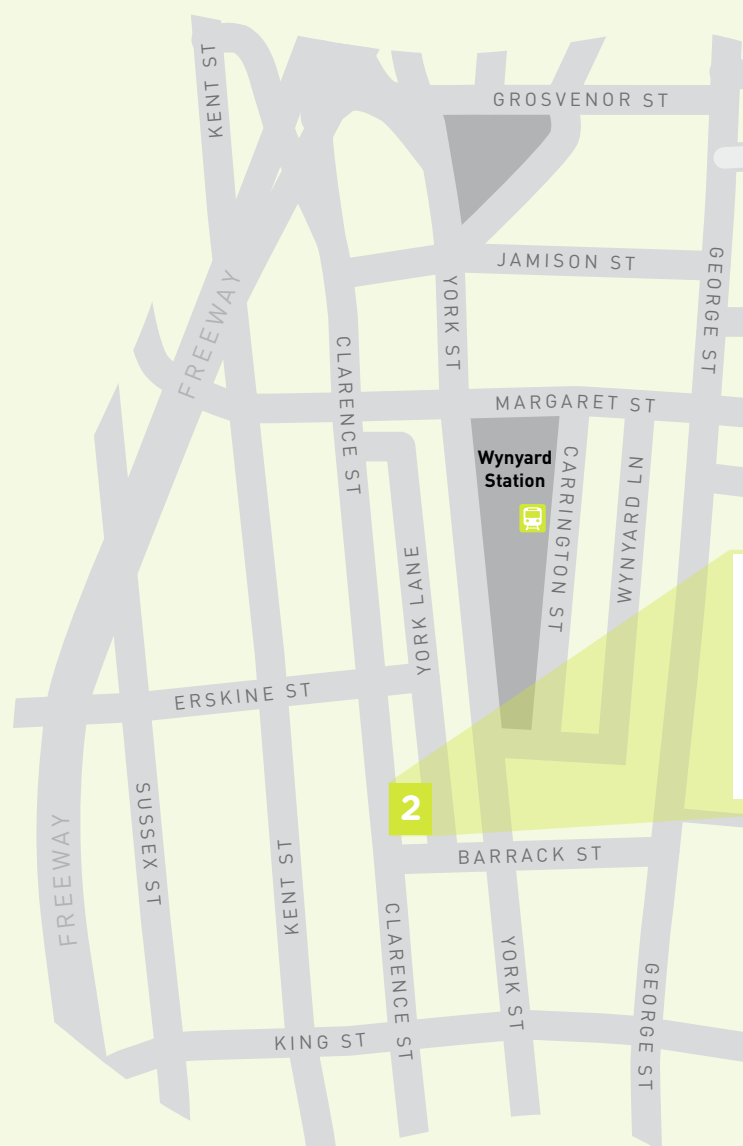 KENT ST
GROSVENOR ST
JAMISON ST
GEORGE ST
FREEWAY
YORK ST
CLARENCE ST
MARGARET ST
Wynyard
Station
CARRINGTON ST
WYNYARD LN
YORK LANE
ERSKINE ST
2
SUSSEX ST
FREEWAY
KENT ST
BARRACK ST
CLARENCE ST
YORK ST
GEORGE ST
KING ST